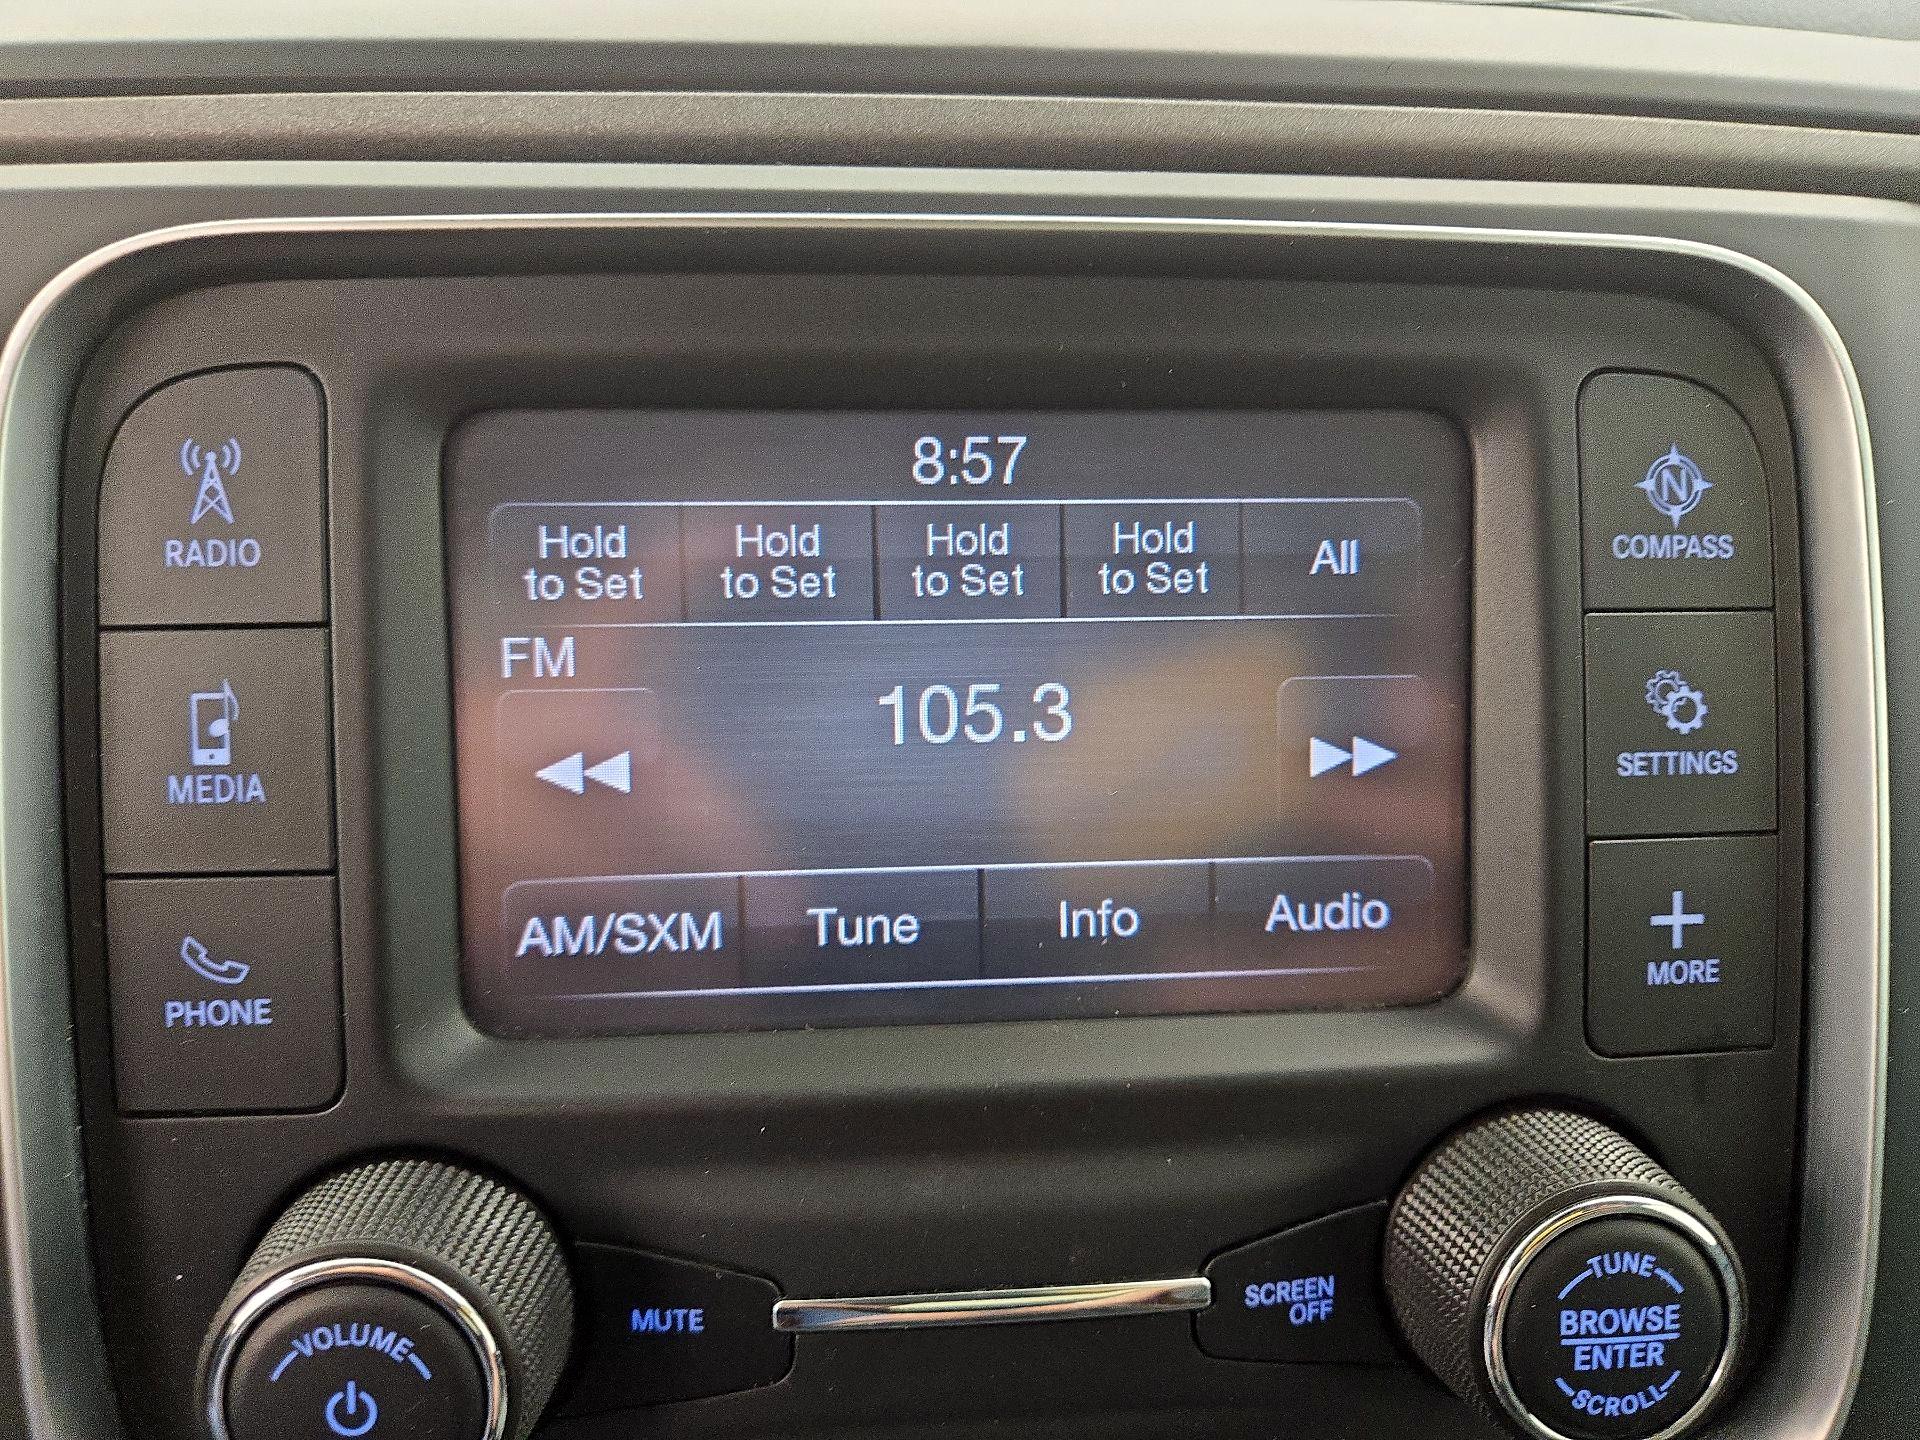 8:57
Hold to Set
Hold to Set
Hold to Set
Hold to Set
All
FM
105.3
AM/SXM
Tune
Info
Audio
RADIO
MEDIA
PHONE
N
COMPASS
SETTINGS
MORE
VOLUME
MUTE
SCREEN
OFF
TUNE
BROWSE
ENTER
SCROLL